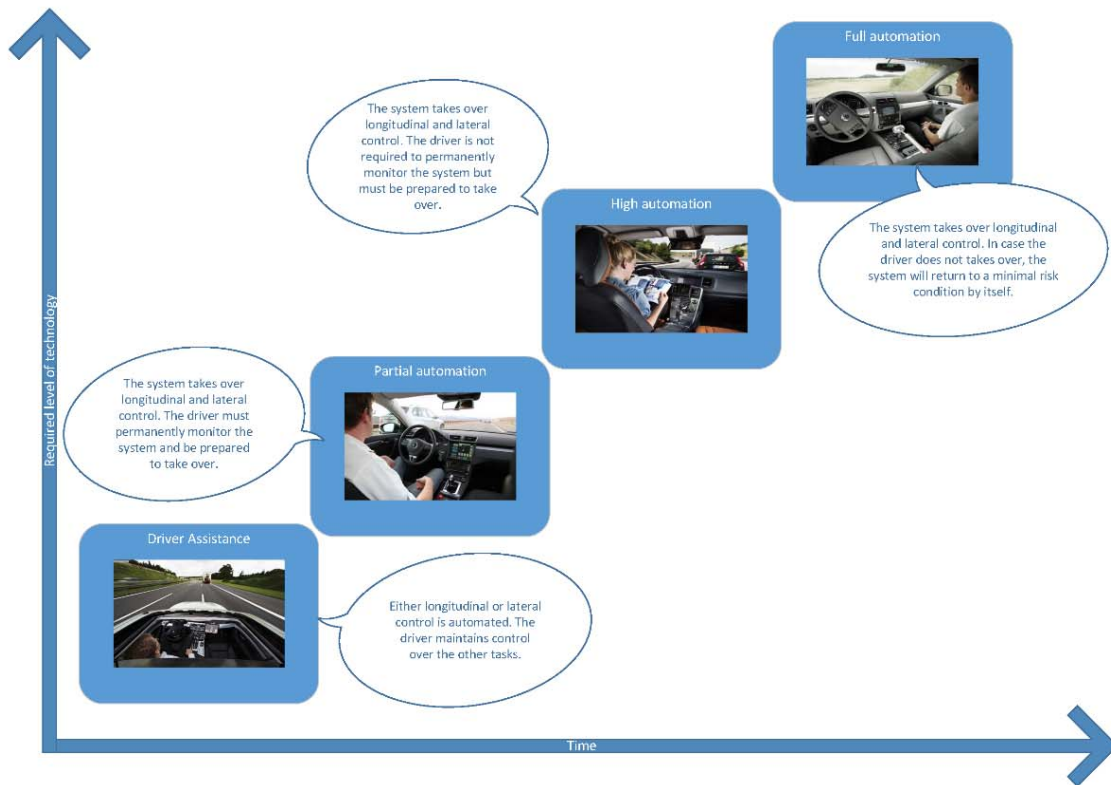 Full automation
The system takes over
longitudinal and lateral
control. The driver is not
required to permanently
monitor the system but
must be prepared to take
over.
High automation
The system takes over longitudinal
and lateral control. In case the
driver does not takes over, the
system will return to a minimal risk
condition by itself.
Required level of technology
Partial automation
The system takes over
longitudinal and lateral
control. The driver must
permanently monitor the
system and be prepared
to take over.
Driver Assistance
Either longitudinal or lateral
control is automated. The
driver maintains control
over the other tasks.
Time